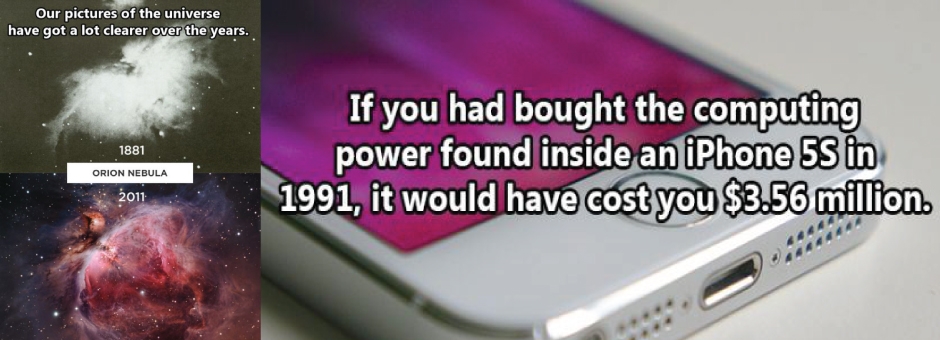 Our pictures of the universe
have got a lot clearer over the years.
1881
ORION NEBULA
2011
If you had bought the computing
power found inside an iPhone 5S in
1991, it would have cost you $3.56 million.